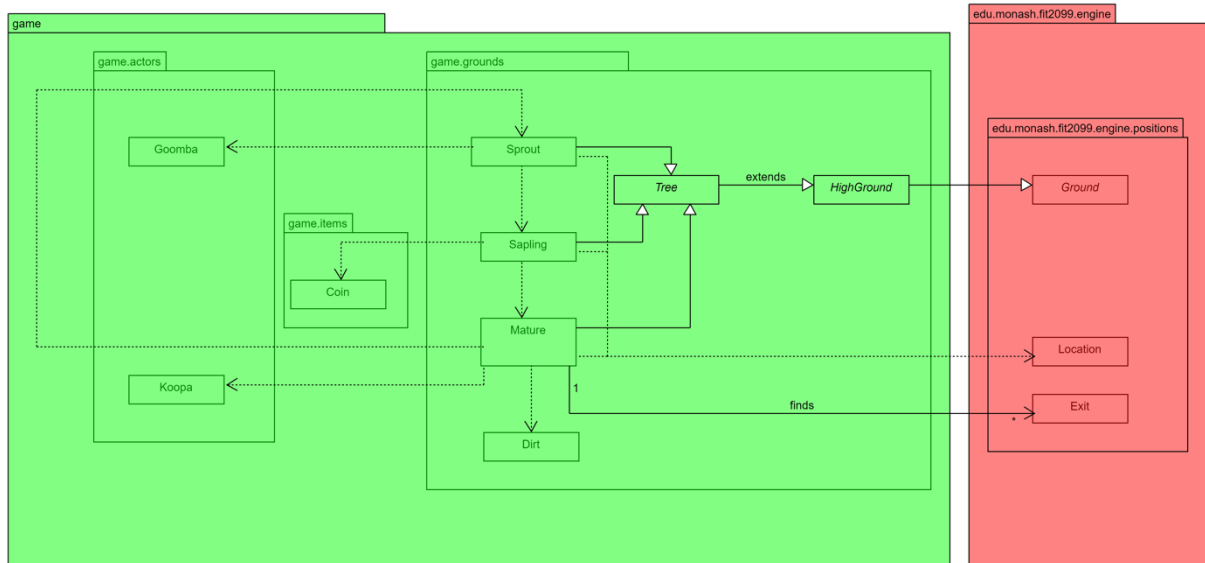 game
edu.monash.fit2099.engine
game.actors
game.grounds
edu.monash.fit2099.engine.positions
Goomba
Sprout
extends
Tree
HighGround
Ground
game.items
Sapling
Coin
Mature
Location
Koopa
1
finds
Exit
*
Dirt